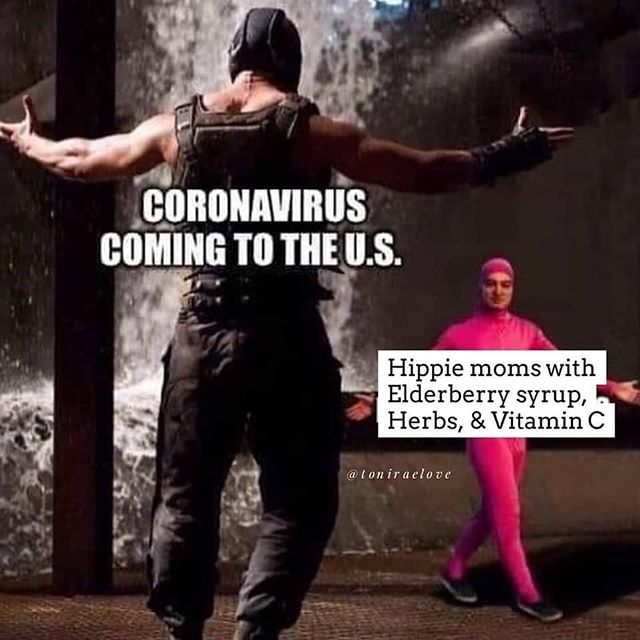 CORONAVIRUS
COMING TO THE U.S.
Hippie moms with
Elderberry syrup,
Herbs, & Vitamin C
@toniraelove